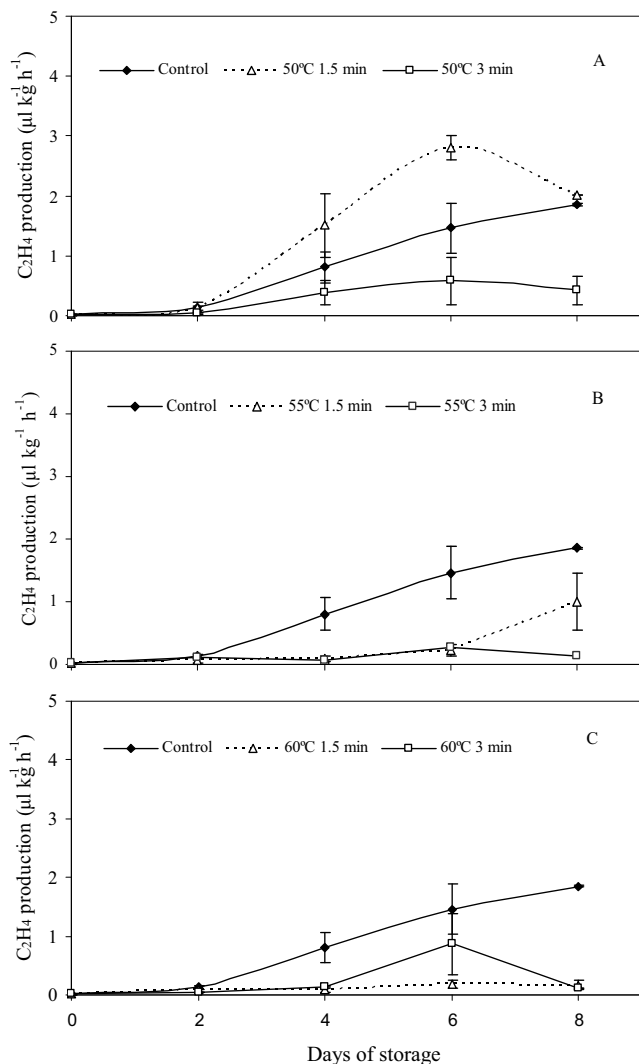 5
4
3
2
1
0
C₂H₄ production (µl kg⁻¹ h⁻¹)
Control 50ºC 1.5 min 50ºC 3 min
A
5
4
3
2
1
0
C₂H₄ production (µl kg⁻¹ h⁻¹)
Control 55ºC 1.5 min 55ºC 3 min
B
5
4
3
2
1
0
C₂H₄ production (µl kg⁻¹ h⁻¹)
Control 60ºC 1.5 min 60ºC 3 min
C
0 2 4 6 8
Days of storage